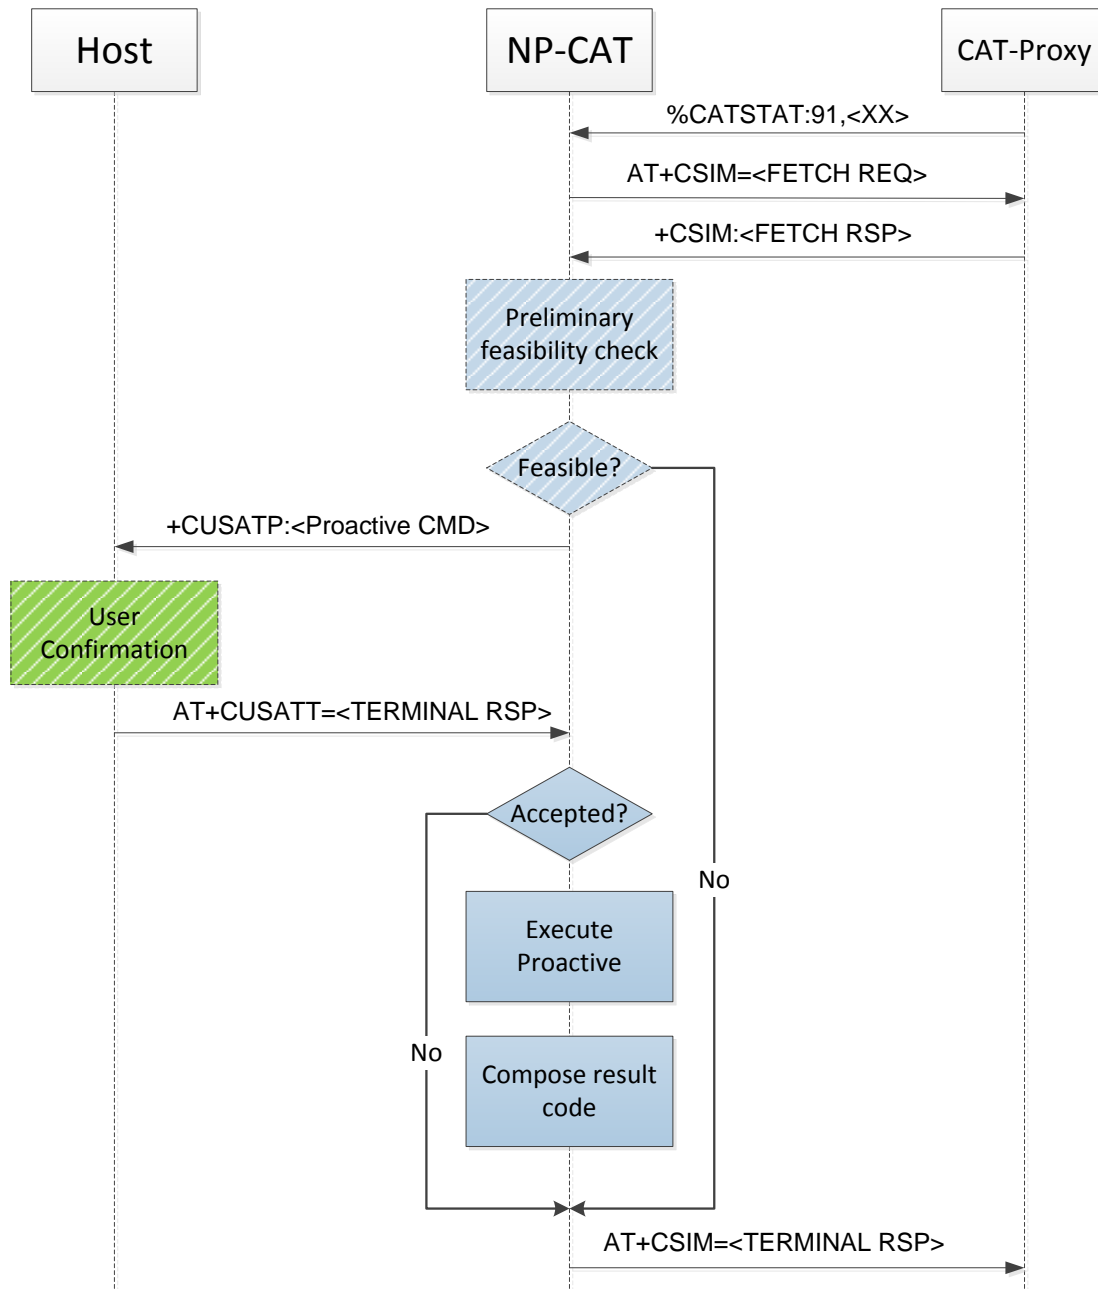 Host
NP-CAT
CAT-Proxy
%CATSTAT:91,<XX>
AT+CSIM=<FETCH REQ>
+CSIM:<FETCH RSP>
Preliminary
feasibility check
Feasible?
+CUSATP:<Proactive CMD>
User
Confirmation
AT+CUSATT=<TERMINAL RSP>
Accepted?
No
Execute
Proactive
No
Compose result
code
AT+CSIM=<TERMINAL RSP>